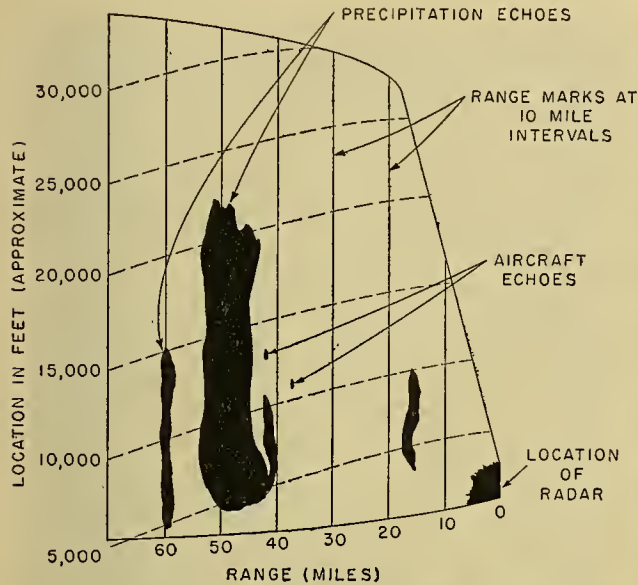 PRECIPITATION ECHOES
RANGE MARKS AT
10 MILE
INTERVALS
AIRCRAFT
ECHOES
LOCATION
OF
RADAR
LOCATION IN FEET (APPROXIMATE)
30,000
25,000
20,000
15,000
10,000
5,000
60
50
40
30
20
10
0
RANGE (MILES)